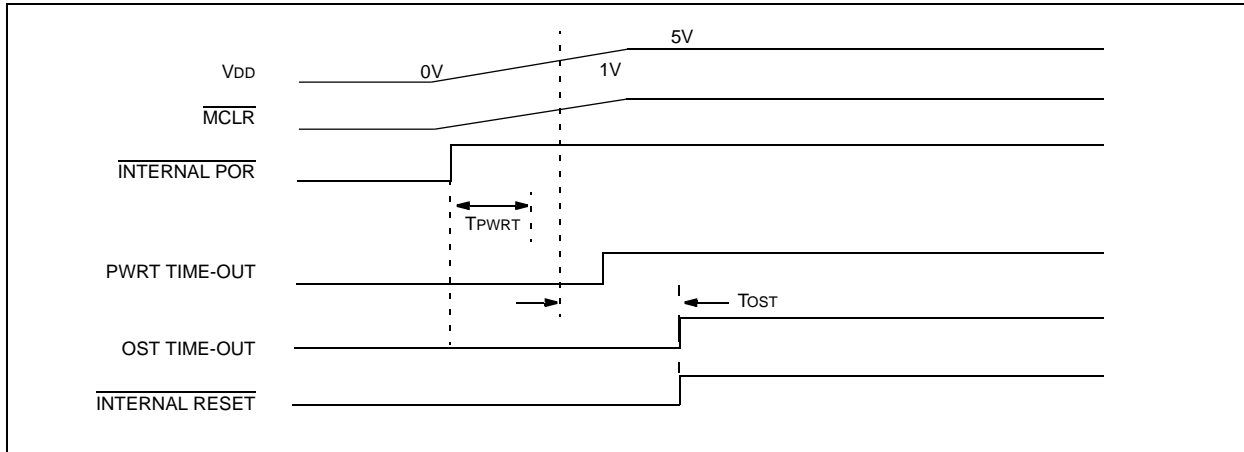 5V
VDD 0V 1V
MCLR
INTERNAL POR
TPWRT
PWRT TIME-OUT
TOST
OST TIME-OUT
INTERNAL RESET